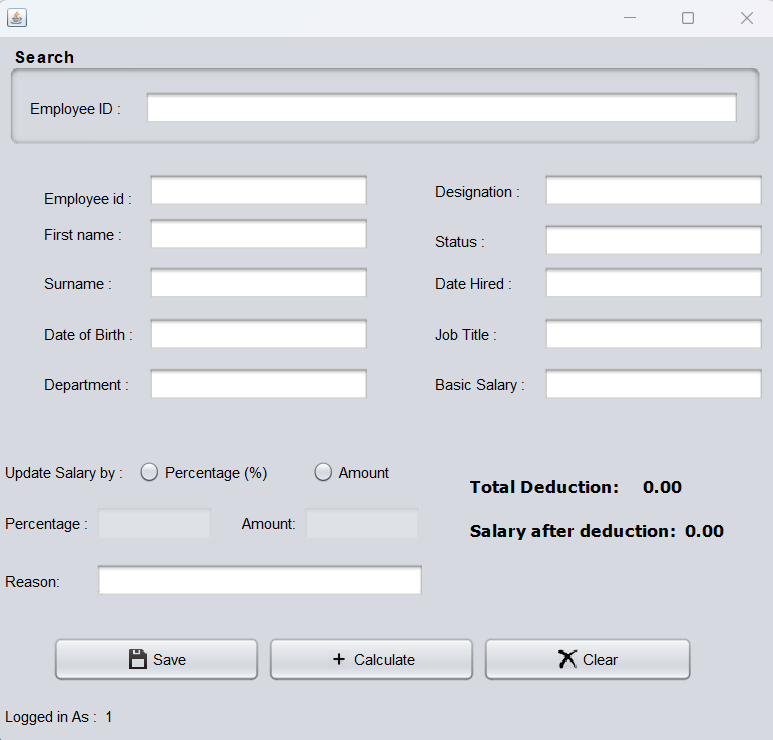 Search
Employee ID :
Employee id :
Designation :
First name :
Status :
Surname :
Date Hired :
Date of Birth :
Job Title :
Department :
Basic Salary :
Update Salary by : Percentage (%) Amount
Total Deduction: 0.00
Percentage : Amount:
Salary after deduction: 0.00
Reason:
Save + Calculate Clear
Logged in As : 1